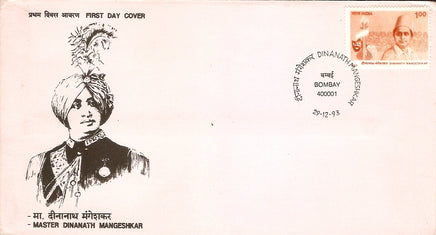 प्रथम दिवस आवरण FIRST DAY COVER
भारत INDIA
1.00
दीनानाथ मंगेशकर DINANATH MANGESHKAR
दीनानाथ मंगेशकर DINANATH MANGESHKAR
बम्बई
BOMBAY
400001
29-12-93
- मा. दीनानाथ मंगेशकर
- MASTER DINANATH MANGESHKAR